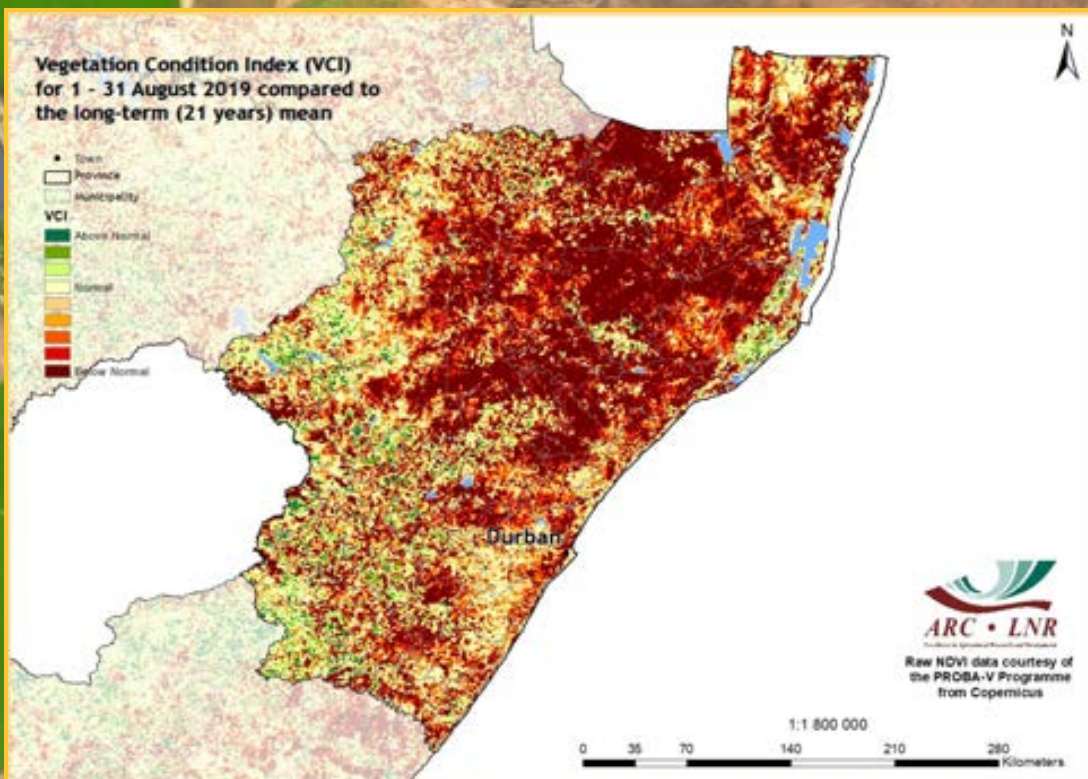 Vegetation Condition Index (VCI)
for 1 - 31 August 2019 compared to
the long-term (21 years) mean
N
Town
Province
Municipality
VCI
Above Normal
Normal
Below Normal
Durban
ARC • LNR
Raw NDVI data courtesy of
the PROBA-V Programme
from Copernicus
1:1 800 000
0 35 70 140 210 280
Kilometers